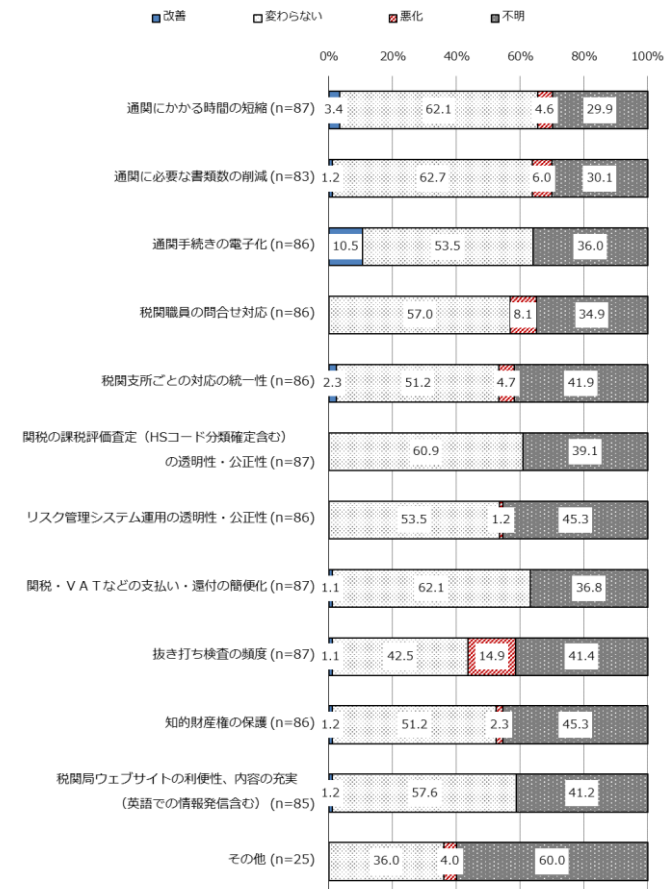 改善 変わらない 悪化 不明
0% 20% 40% 60% 80% 100%
通関にかかる時間の短縮 (n=87) 3.4 62.1 4.6 29.9
通関に必要な書類数の削減 (n=83) 1.2 62.7 6.0 30.1
通関手続きの電子化 (n=86) 10.5 53.5 36.0
税関職員の問合せ対応 (n=86) 57.0 8.1 34.9
税関支所ごとの対応の統一性 (n=86) 2.3 51.2 4.7 41.9
関税の課税評価査定（HSコード分類確定含む）
の透明性・公正性 (n=87) 60.9 39.1
リスク管理システム運用の透明性・公正性 (n=86) 53.5 1.2 45.3
関税・ＶＡＴなどの支払い・還付の簡便化 (n=87) 1.1 62.1 36.8
抜き打ち検査の頻度 (n=87) 1.1 42.5 14.9 41.4
知的財産権の保護 (n=86) 1.2 51.2 2.3 45.3
税関局ウェブサイトの利便性、内容の充実
（英語での情報発信含む） (n=85) 1.2 57.6 41.2
その他 (n=25) 36.0 4.0 60.0